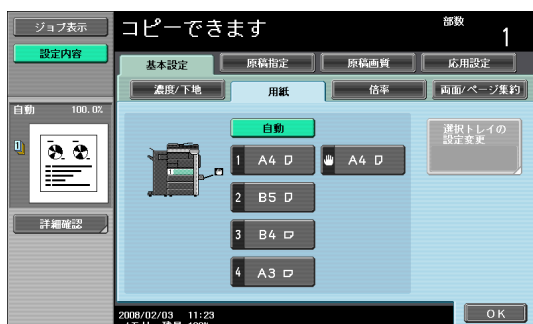 ジョブ表示
コピーできます
部数
1
設定内容
基本設定
原稿指定
原稿画質
応用設定
濃度/下地
用紙
倍率
両面/ページ集約
自動 100.0%
自動
選択トレイの
設定変更
1 A4
A4
2 B5
3 B4
4 A3
詳細確認
2008/02/03 11:23
OK